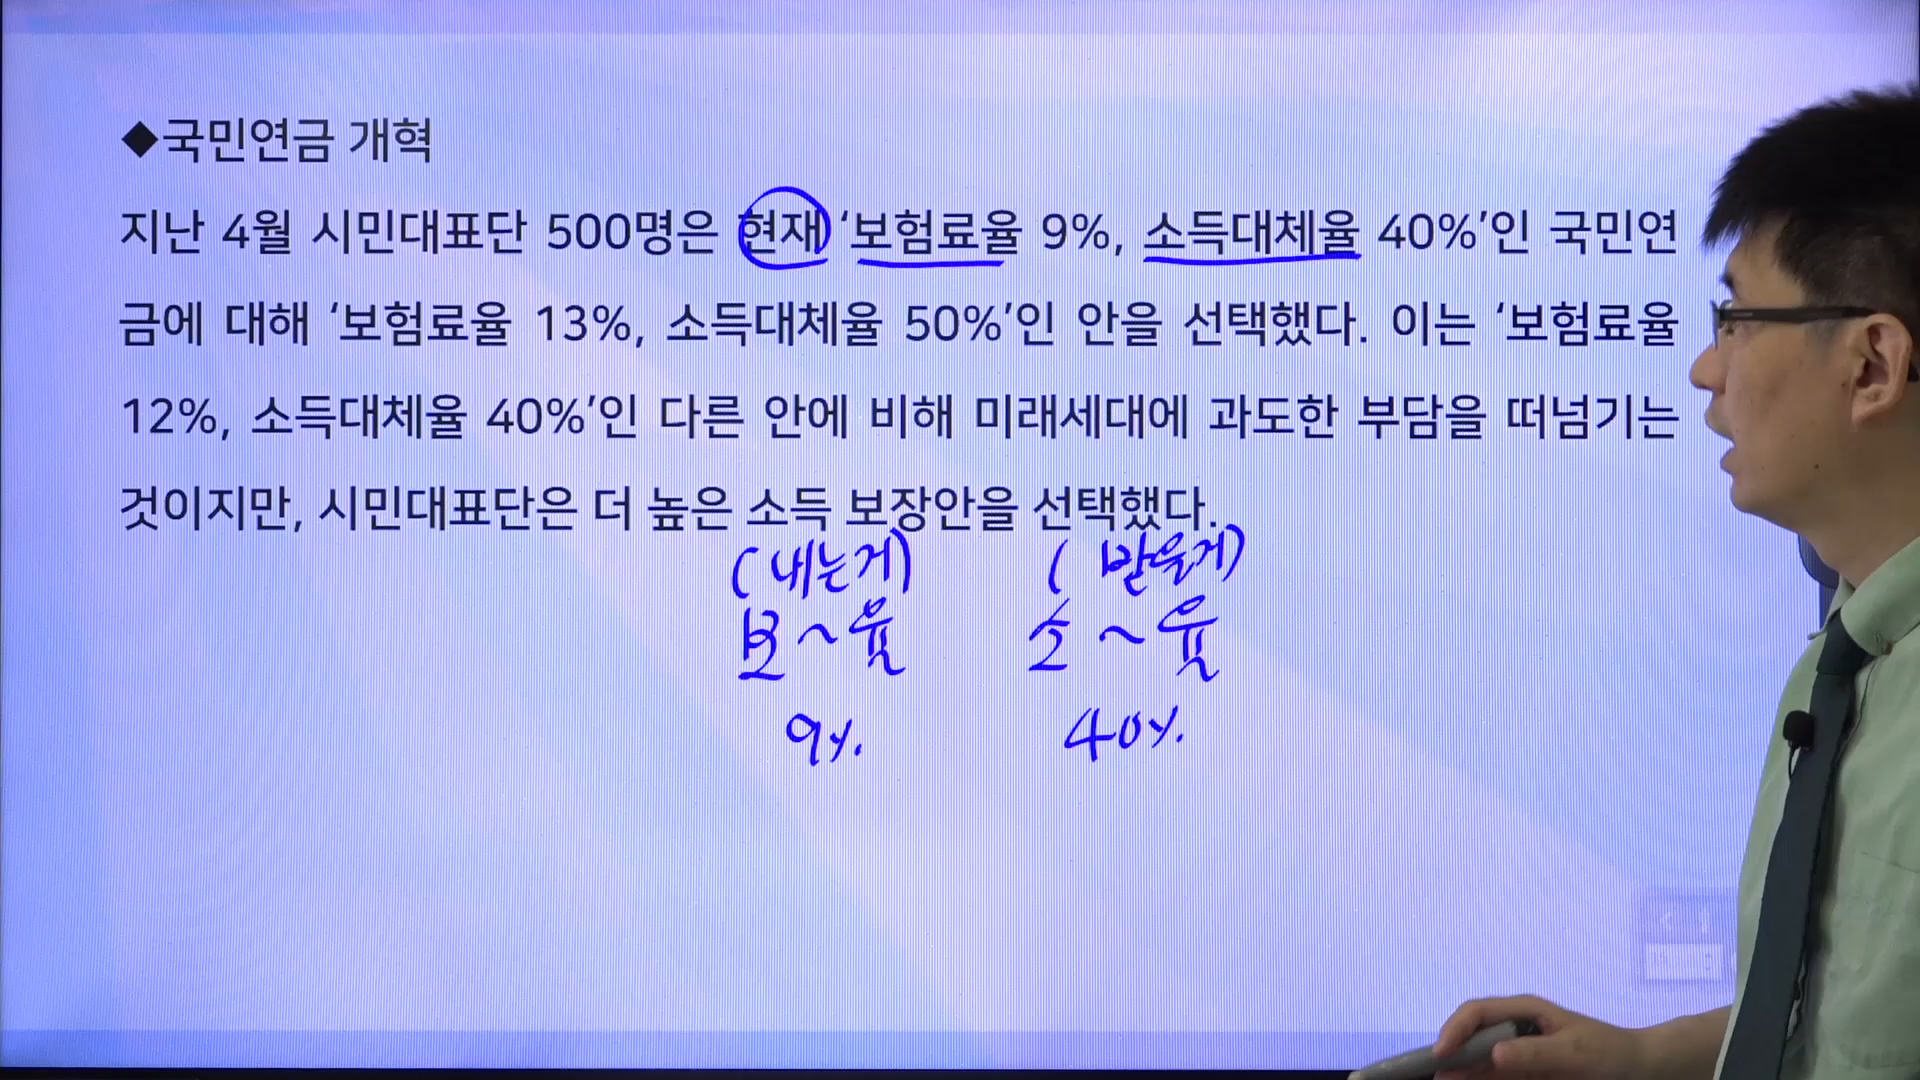 ◆국민연금 개혁
지난 4월 시민대표단 500명은 현재 ‘보험료율 9%, 소득대체율 40%’인 국민연
금에 대해 ‘보험료율 13%, 소득대체율 50%’인 안을 선택했다. 이는 ‘보험료율
12%, 소득대체율 40%’인 다른 안에 비해 미래세대에 과도한 부담을 떠넘기는
것이지만, 시민대표단은 더 높은 소득 보장안을 선택했다.
(내는게) (받을게)
보~율 소~율
9% 40%